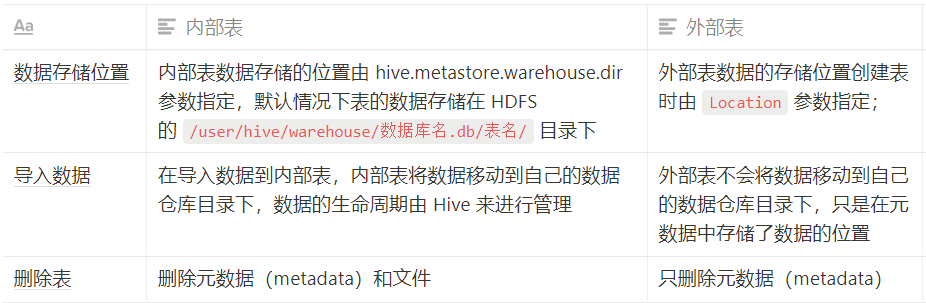 Aa 内部表 外部表
数据存储位置 内部表数据存储的位置由 hive.metastore.warehouse.dir 外部表数据的存储位置创建表
参数指定，默认情况下表的数据存储在 HDFS 时由 Location 参数指定；
的 /user/hive/warehouse/数据库名.db/表名/ 目录下
导入数据 在导入数据到内部表，内部表将数据移动到自己的数据 外部表不会将数据移动到自己
仓库目录下，数据的生命周期由 Hive 来进行管理 的数据仓库目录下，只是在元
数据中存储了数据的位置
删除表 删除元数据（metadata）和文件 只删除元数据（metadata）